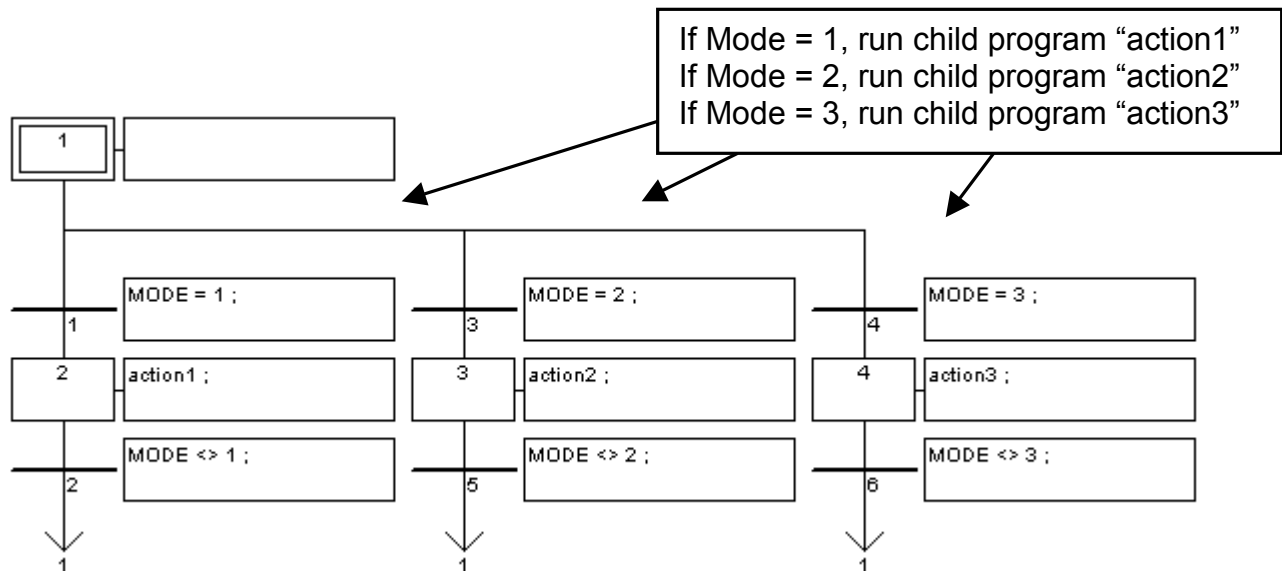 If Mode = 1, run child program “action1”
If Mode = 2, run child program “action2”
If Mode = 3, run child program “action3”
1
MODE = 1 ;
MODE = 2 ;
MODE = 3 ;
1
3
4
2
action1 ;
3
action2 ;
4
action3 ;
MODE <> 1 ;
MODE <> 2 ;
MODE <> 3 ;
2
5
6
1
1
1